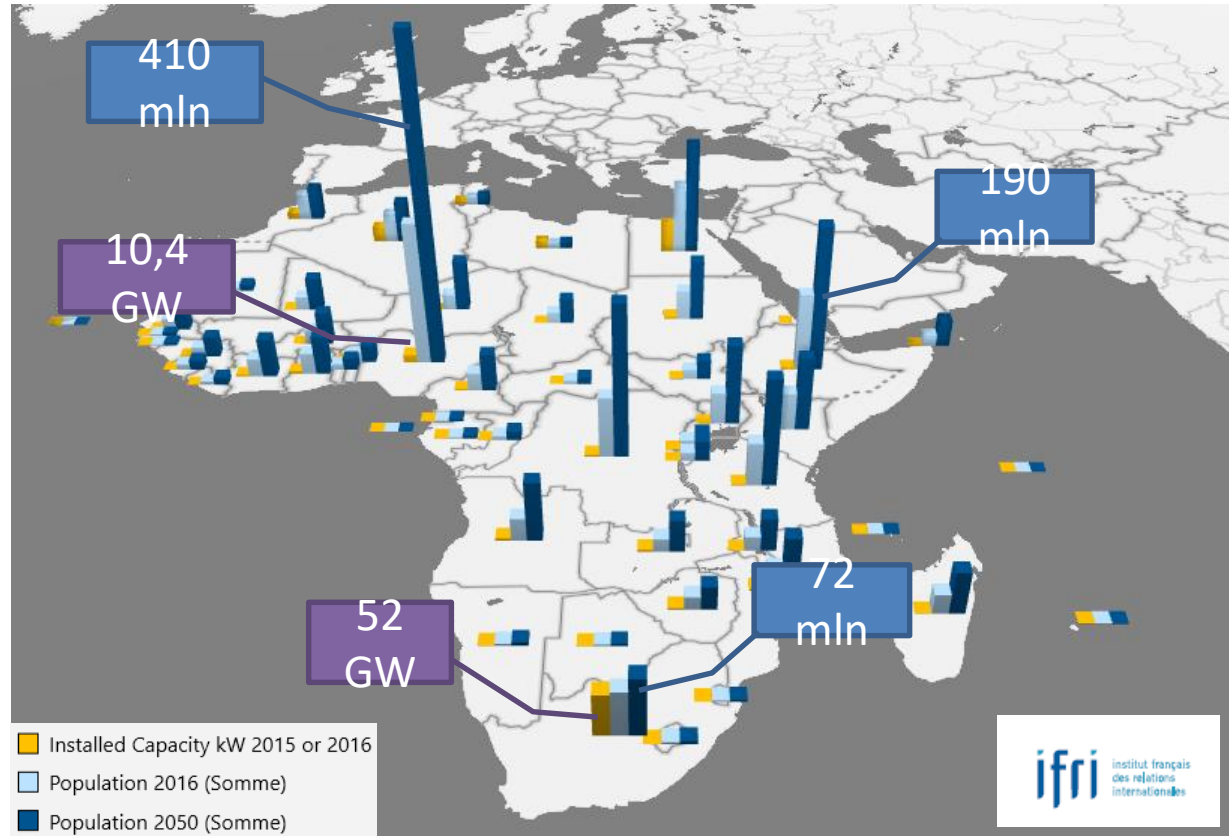 410
mln
190
mln
10,4
GW
72
mln
52
GW
Installed Capacity kW 2015 or 2016
Population 2016 (Somme)
Population 2050 (Somme)
ifri
institut français
des relations
internationales